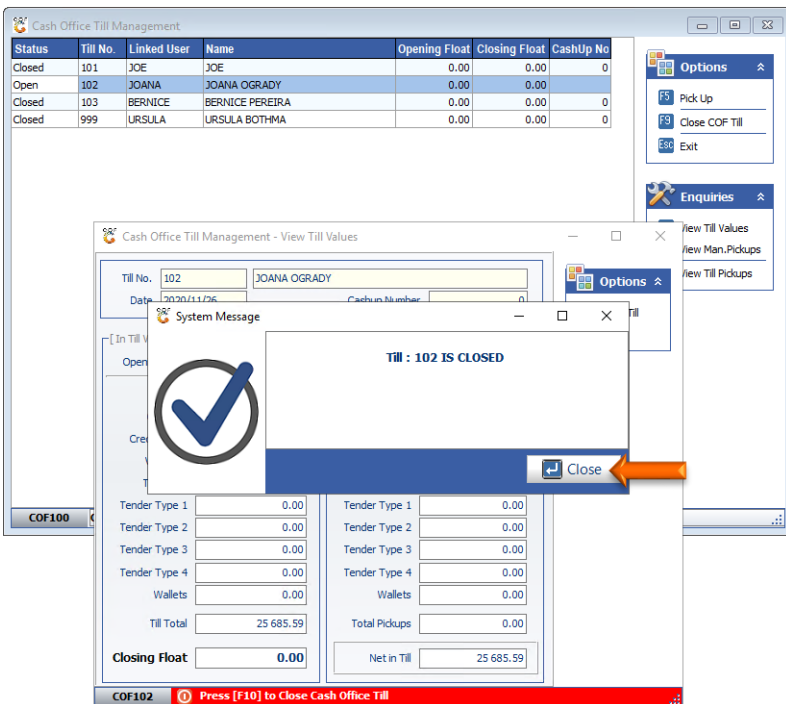 Cash Office Till Management
Status Till No. Linked User Name Opening Float Closing Float CashUp No
Closed 101 JOE JOE 0.00 0.00 0
Open 102 JOANA JOANA OGRADY 0.00 0.00
Closed 103 BERNICE BERNICE PEREIRA 0.00 0.00 0
Closed 999 URSULA URSULA BOTHMA 0.00 0.00 0
Options
F5 Pick Up
F9 Close COF Till
Esc Exit
Enquiries
View Till Values
View Man.Pickups
View Till Pickups
Cash Office Till Management - View Till Values
Till No. 102 JOANA OGRADY
Date 2020/11/26 Cashup Number 0
Options
Till
[ In Till
Open
Cre
System Message
Till : 102 IS CLOSED
Close
Tender Type 1 0.00 Tender Type 1 0.00
Tender Type 2 0.00 Tender Type 2 0.00
Tender Type 3 0.00 Tender Type 3 0.00
Tender Type 4 0.00 Tender Type 4 0.00
Wallets 0.00 Wallets 0.00
Till Total 25 685.59 Total Pickups 0.00
Closing Float 0.00 Net in Till 25 685.59
COF100
COF102 Press [F10] to Close Cash Office Till